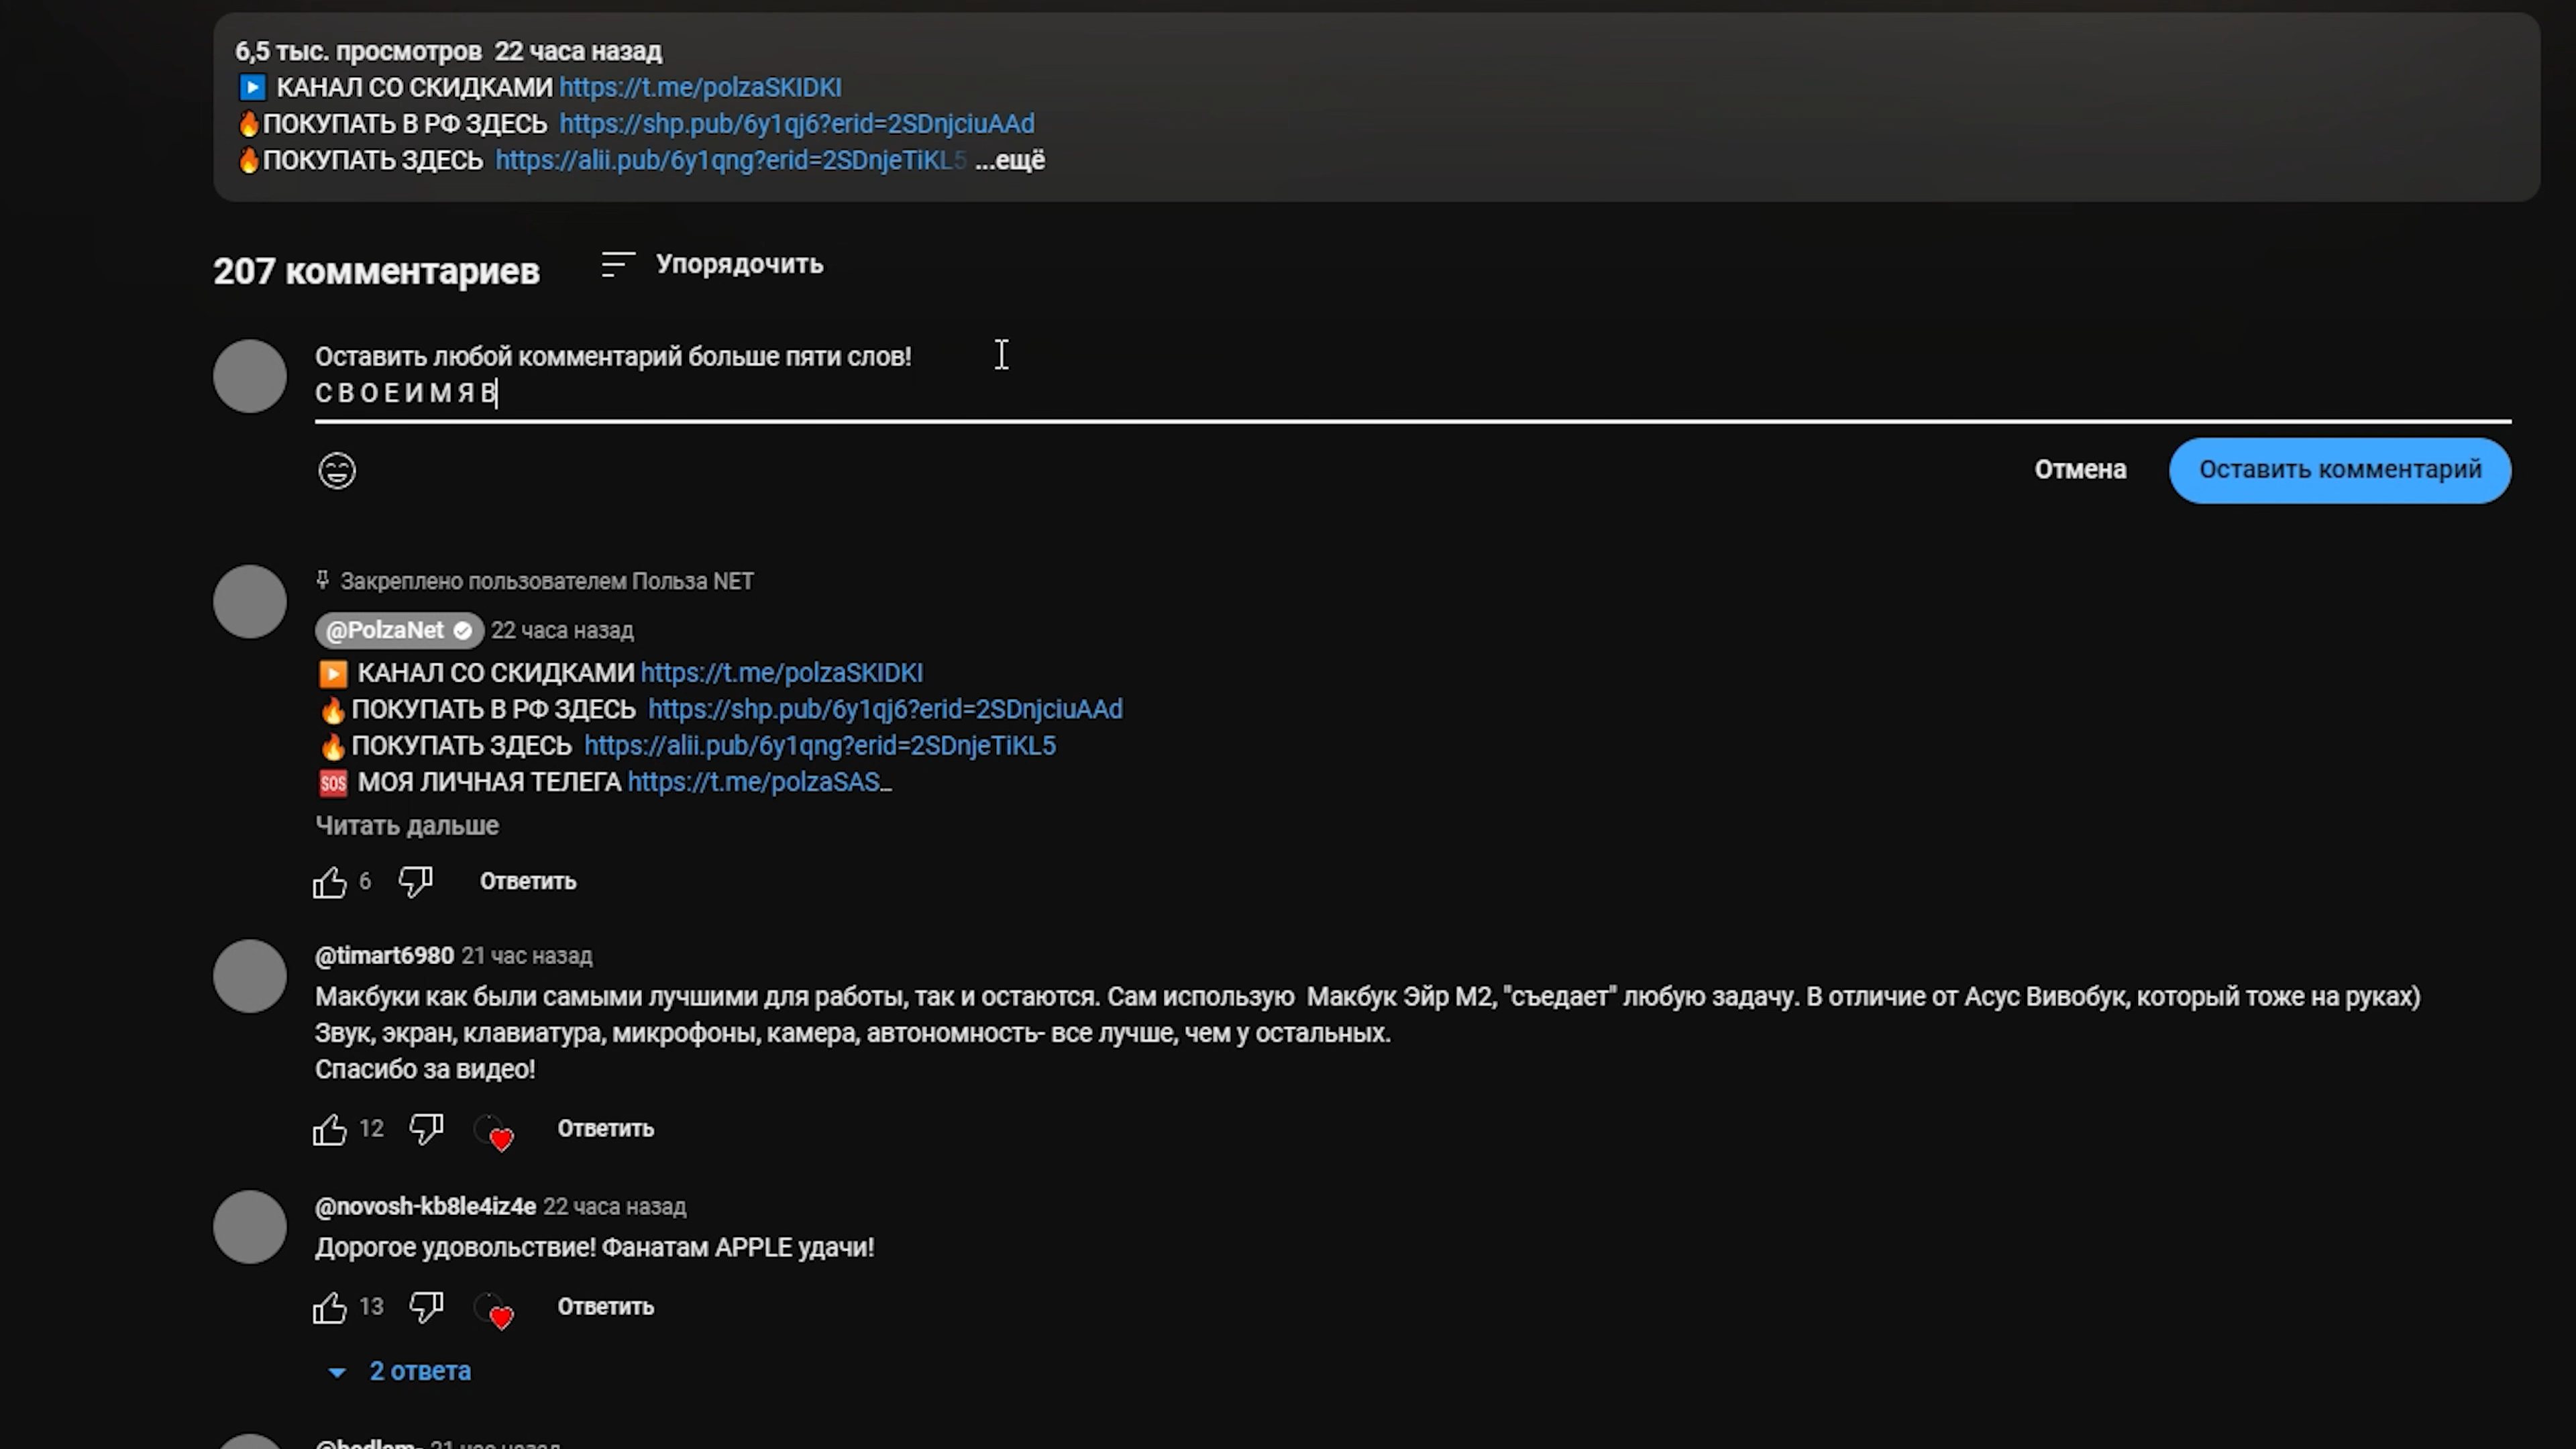 6,5 тыс. просмотров 22 часа назад
КАНАЛ СО СКИДКАМИ https://t.me/polzaSKIDKI
ПОКУПАТЬ В РФ ЗДЕСЬ https://shp.pub/6y1qj6?erid=2SDnjciuAAd
ПОКУПАТЬ ЗДЕСЬ https://alii.pub/6y1qng?erid=2SDnjeTiKL5 ...ещё
207 комментариев
Упорядочить
Оставить любой комментарий больше пяти слов!
С В О Е И М Я В
Отмена
Оставить комментарий
Закреплено пользователем Польза NET
@PolzaNet 22 часа назад
КАНАЛ СО СКИДКАМИ https://t.me/polzaSKIDKI
ПОКУПАТЬ В РФ ЗДЕСЬ https://shp.pub/6y1qj6?erid=2SDnjciuAAd
ПОКУПАТЬ ЗДЕСЬ https://alii.pub/6y1qng?erid=2SDnjeTiKL5
SOS МОЯ ЛИЧНАЯ ТЕЛЕГА https://t.me/polzaSAS…
Читать дальше
6 Ответить
@timart6980 21 час назад
Макбуки как были самыми лучшими для работы, так и остаются. Сам использую Макбук Эйр М2, "съедает" любую задачу. В отличие от Асус Вивобук, который тоже на руках)
Звук, экран, клавиатура, микрофоны, камера, автономность- все лучше, чем у остальных.
Спасибо за видео!
12 Ответить
@novosh-kb8le4iz4e 22 часа назад
Дорогое удовольствие! Фанатам APPLE удачи!
13 Ответить
2 ответа
21 час назад